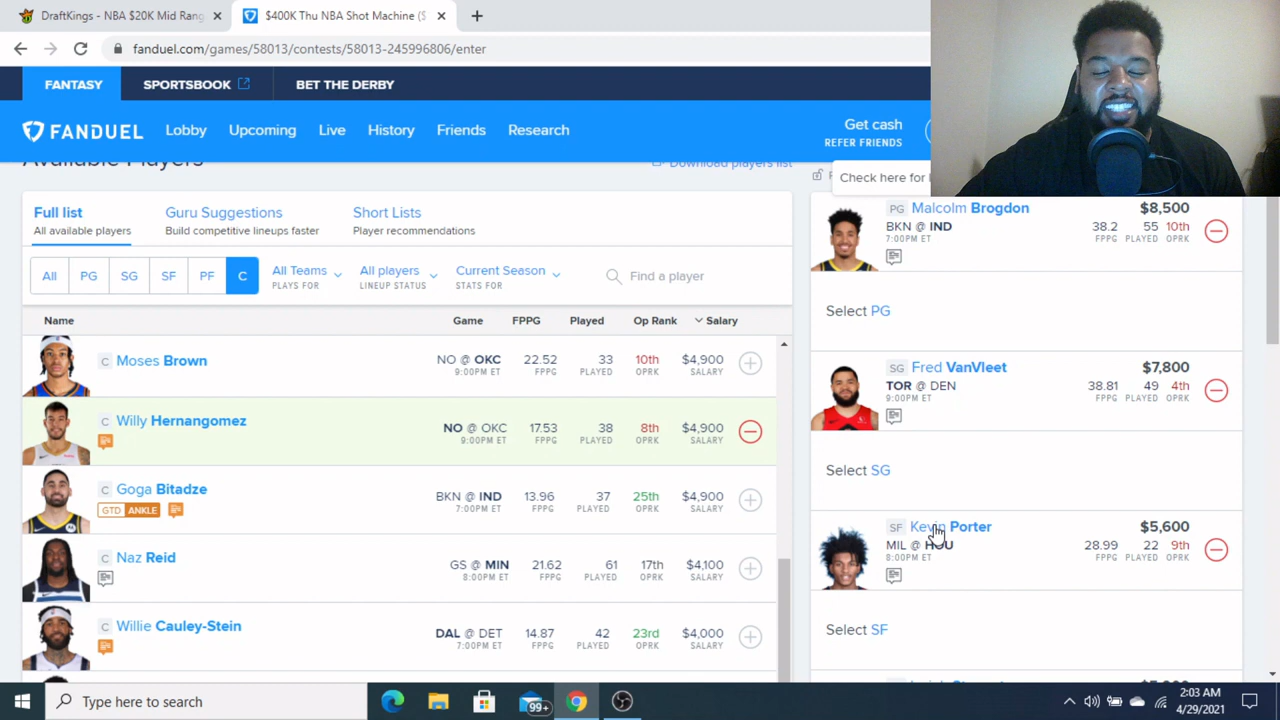 DraftKings - NBA $20K Mid Rang
$400K Thu NBA Shot Machine ($
fanduel.com/games/58013/contests/58013-245996806/enter
FANTASY SPORTSBOOK BET THE DERBY
FANDUEL Lobby Upcoming Live History Friends Research
Get cash
REFER FRIENDS
Available Players
Download players list
Check here for
Full list Guru Suggestions Short Lists
All available players Build competitive lineups faster Player recommendations
All PG SG SF PF C
All Teams All players Current Season
PLAYS FOR LINEUP STATUS STATS FOR
Find a player
Name Game FPPG Played Op Rank Salary
C Moses Brown NO @ OKC 22.52 33 10th $4,900
9:00PM ET FPPG PLAYED OPRK SALARY
C Willy Hernangomez NO @ OKC 17.53 38 8th $4,900
9:00PM ET FPPG PLAYED OPRK SALARY
C Goga Bitadze BKN @ IND 13.96 37 25th $4,900
GTD ANKLE 7:00PM ET FPPG PLAYED OPRK SALARY
C Naz Reid GS @ MIN 21.62 61 17th $4,100
8:00PM ET FPPG PLAYED OPRK SALARY
C Willie Cauley-Stein DAL @ DET 14.87 42 23rd $4,000
7:00PM ET FPPG PLAYED OPRK SALARY
PG Malcolm Brogdon $8,500
BKN @ IND 38.2 55 10th
7:00PM ET FPPG PLAYED OPRK
Select PG
SG Fred VanVleet $7,800
TOR @ DEN 38.81 49 4th
9:00PM ET FPPG PLAYED OPRK
Select SG
SF Kevin Porter $5,600
MIL @ HOU 28.99 22 9th
8:00PM ET FPPG PLAYED OPRK
Select SF
Type here to search
99+
2:03 AM
4/29/2021